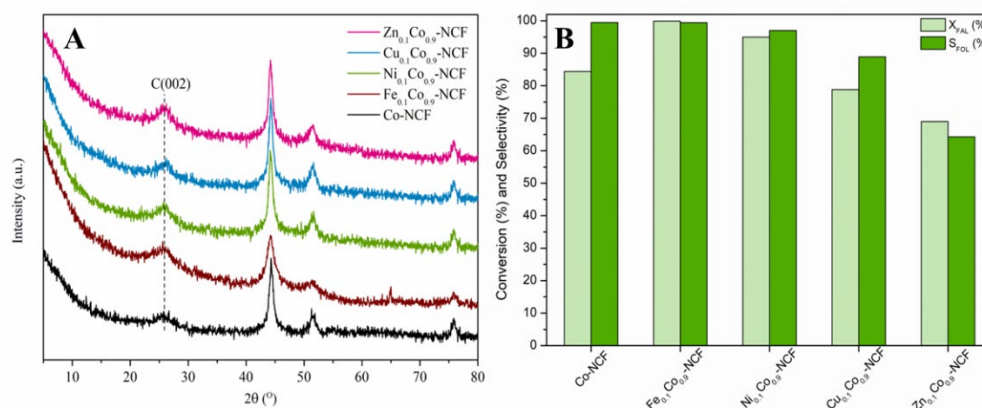 A
Zn0.1Co0.9-NCF
Cu0.1Co0.9-NCF
Ni0.1Co0.9-NCF
Fe0.1Co0.9-NCF
Co-NCF
C(002)
Intensity (a.u.)
10 20 30 40 50 60 70 80
2θ(O)
B
XFAL (%
SFOL (%
Conversion (%) and Selectivity (%)
100
90
80
70
60
50
40
30
20
10
0
Co-NCF
Fe0.1Co0.9-NCF
Ni0.1Co0.9-NCF
Cu0.1Co0.9-NCF
Zn0.1Co0.9-NCF